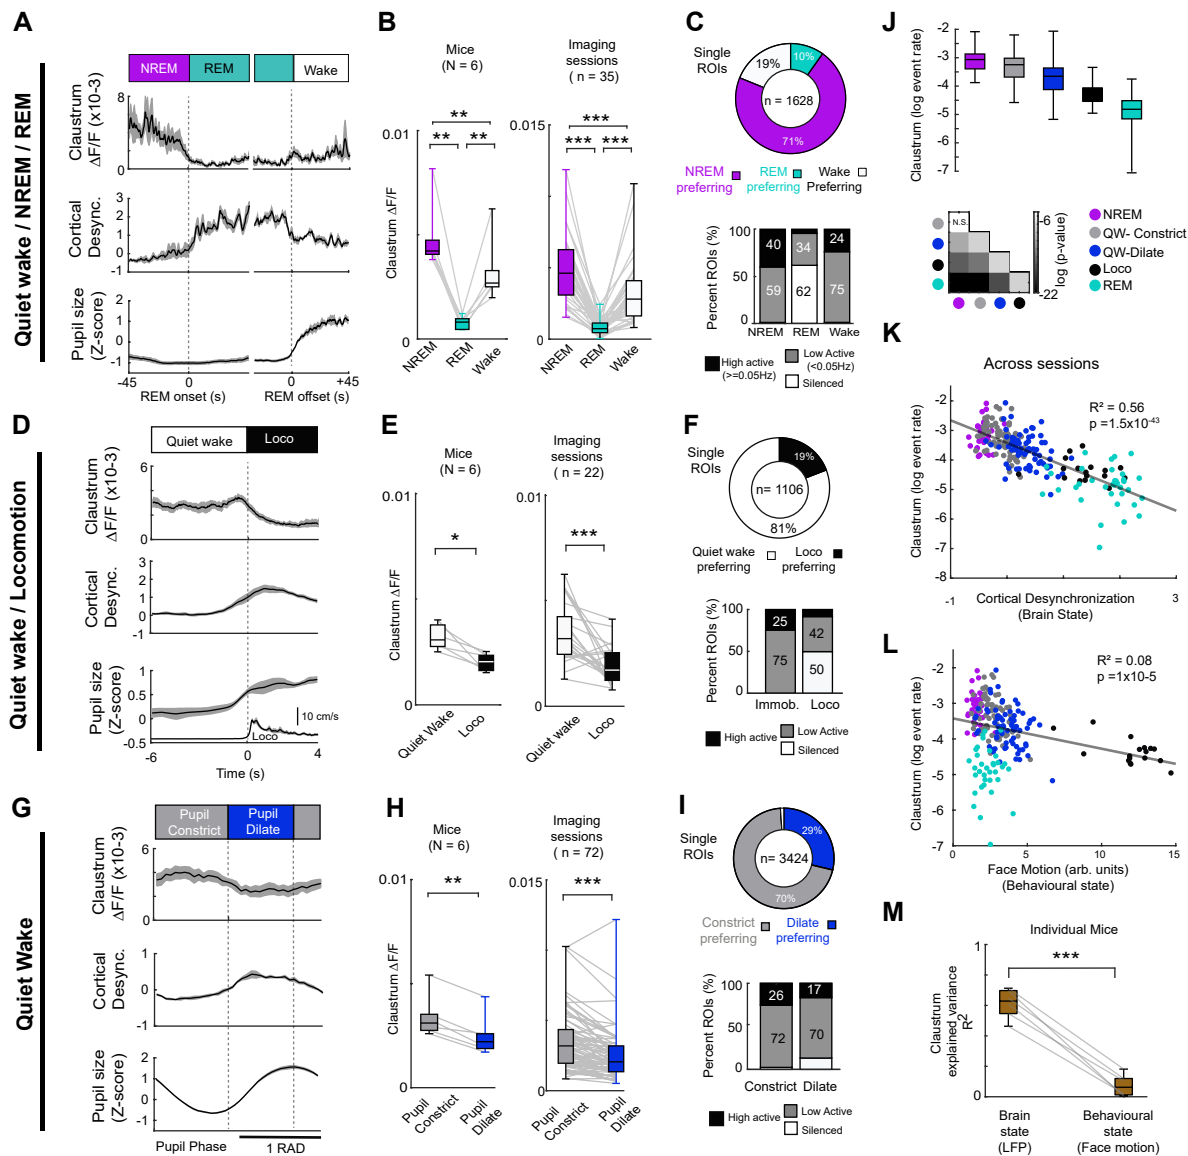 A
Quiet wake / NREM / REM
NREM
REM
Wake
Claustrum
ΔF/F (x10-3)
8
0
Cortical
Desync.
3
2
1
0
-1
Pupil size
(Z-score)
2
1
0
-1
-45
0
0
+45
REM onset (s)
REM offset (s)
B
Mice
(N = 6)
Imaging
sessions
( n = 35)
**
**
**
***
***
***
0.01
0
0.015
0
Claustrum ΔF/F
NREM
REM
Wake
NREM
REM
Wake
C
Single
ROIs
19%
10%
n = 1628
71%
NREM
preferring
REM
preferring
Wake
Preferring
Percent ROIs (%)
100
50
0
40
59
34
62
24
75
NREM
REM
Wake
High active
(>=0.05Hz)
Low Active
(<0.05Hz)
Silenced
D
Quiet wake / Locomotion
Quiet wake
Loco
Claustrum
ΔF/F (x10-3)
6
0
Cortical
Desync.
3
2
1
0
-1
Pupil size
(Z-score)
1
0.5
0
-0.5
10 cm/s
Loco
-6
0
4
Time (s)
E
Mice
(N = 6)
Imaging
sessions
( n = 22)
*
***
0.01
0
0.01
0
Claustrum ΔF/F
Quiet Wake
Loco
Quiet wake
Loco
F
Single
ROIs
19%
n= 1106
81%
Quiet wake
preferring
Loco
preferring
Percent ROIs (%)
100
50
0
25
75
42
50
Immob.
Loco
High active
Low Active
Silenced
G
Quiet Wake
Pupil
Constrict
Pupil
Dilate
Claustrum
ΔF/F (x10-3)
6
4
2
0
Cortical
Desync.
1
0
-1
Pupil size
(Z-score)
2
1
0
-1
Pupil Phase
1 RAD
H
Mice
(N = 6)
Imaging
sessions
( n = 72)
**
***
0.01
0
0.015
0
Claustrum ΔF/F
Pupil
Constrict
Pupil
Dilate
Pupil
Constrict
Pupil
Dilate
I
Single
ROIs
29%
n= 3424
70%
Constrict
preferring
Dilate
preferring
Percent ROIs (%)
100
50
0
26
72
17
70
Constrict
Dilate
High active
Low Active
Silenced
J
Claustrum (log event rate)
-2
-3
-4
-5
-6
-7
N.S
-6
-22
log (p-value)
NREM
QW- Constrict
QW-Dilate
Loco
REM
K
Across sessions
R² = 0.56
p =1.5x10-43
Claustrum (log event rate)
-2
-3
-4
-5
-6
-7
-8
-1
3
Cortical Desynchronization
(Brain State)
L
R² = 0.08
p =1x10-5
Claustrum (log event rate)
-2
-3
-4
-5
-6
-7
0
5
10
15
Face Motion (arb. units)
(Behavioural state)
M
Individual Mice
***
Claustrum
explained variance
R2
1
0
Brain
state
(LFP)
Behavioural
state
(Face motion)